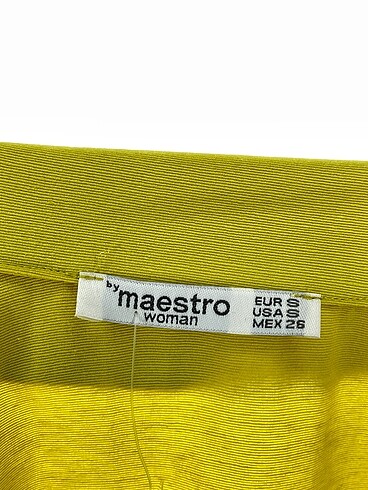 by
maestro
woman
EUR S
USA S
MEX 26